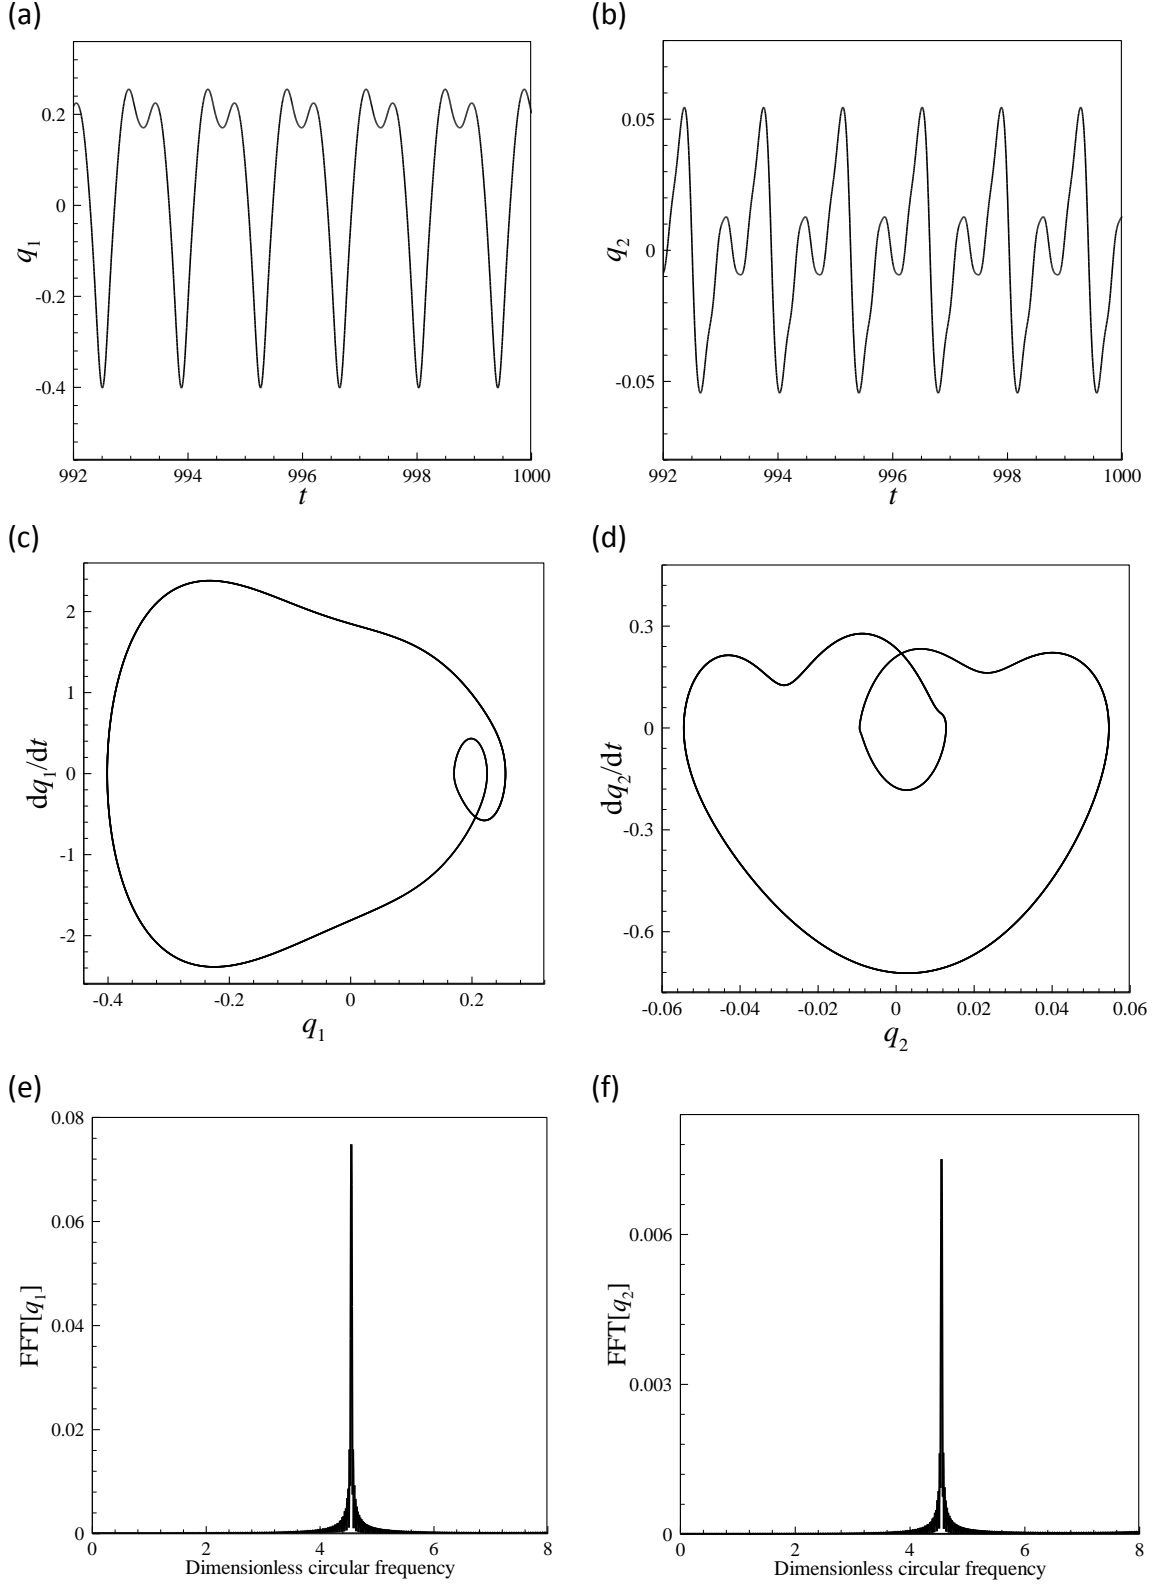 (a)
0.2
0
-0.2
-0.4
q₁
992 994 996 998 1000
t
(b)
0.05
0
-0.05
q₂
992 994 996 998 1000
t
(c)
2
1
0
-1
-2
dq₁/dt
-0.4 -0.2 0 0.2
q₁
(d)
0.3
0
-0.3
-0.6
dq₂/dt
-0.06 -0.04 -0.02 0 0.02 0.04 0.06
q₂
(e)
0.08
0.06
0.04
0.02
0
FFT[q₁]
0 2 4 6 8
Dimensionless circular frequency
(f)
0.006
0.003
0
FFT[q₂]
0 2 4 6 8
Dimensionless circular frequency